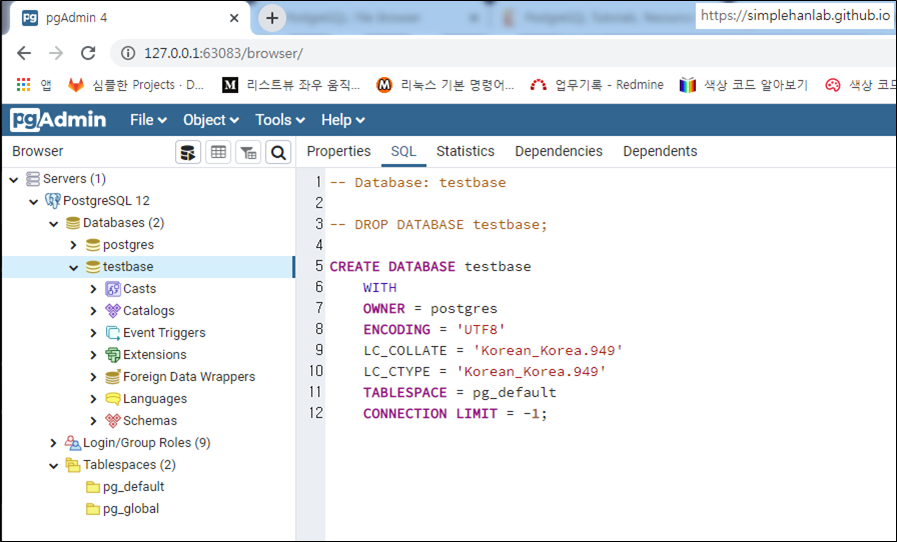 pgAdmin 4
https://simplehanlab.github.io
127.0.0.1:63083/browser/
앱
심플한 Projects · D...
리스트뷰 좌우 움직...
리눅스 기본 명령어...
업무기록 - Redmine
색상 코드 알아보기
색상 코드
pgAdmin File Object Tools Help
Browser
Properties SQL Statistics Dependencies Dependents
Servers (1)
PostgreSQL 12
Databases (2)
postgres
testbase
Casts
Catalogs
Event Triggers
Extensions
Foreign Data Wrappers
Languages
Schemas
Login/Group Roles (9)
Tablespaces (2)
pg_default
pg_global
1 -- Database: testbase
2
3 -- DROP DATABASE testbase;
4
5 CREATE DATABASE testbase
6 WITH
7 OWNER = postgres
8 ENCODING = 'UTF8'
9 LC_COLLATE = 'Korean_Korea.949'
10 LC_CTYPE = 'Korean_Korea.949'
11 TABLESPACE = pg_default
12 CONNECTION LIMIT = -1;